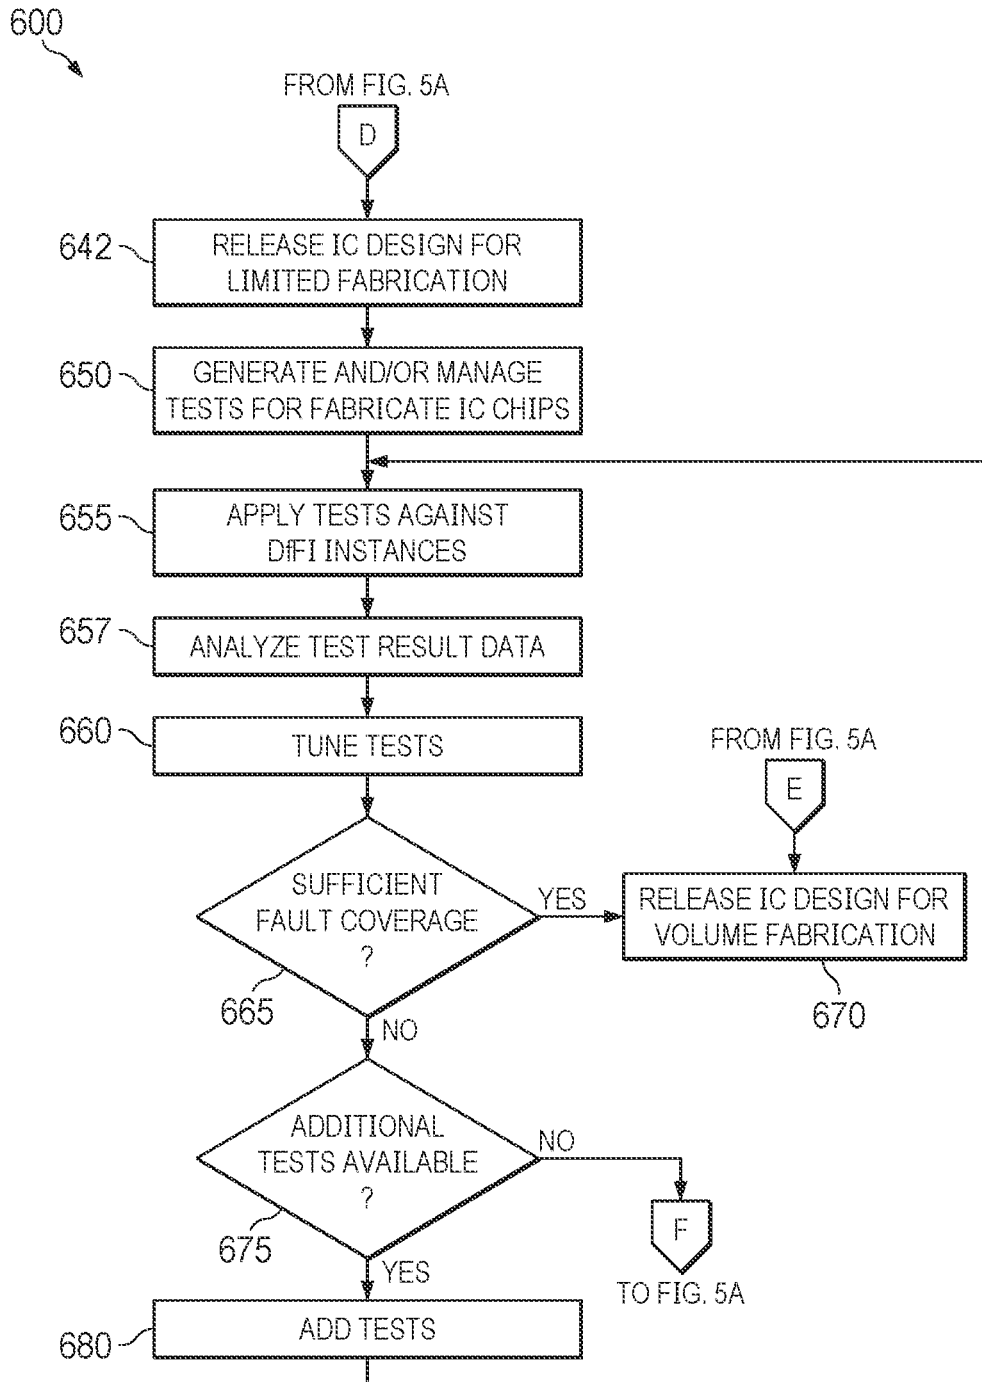 600
FROM FIG. 5A
D
642
RELEASE IC DESIGN FOR
LIMITED FABRICATION
650
GENERATE AND/OR MANAGE
TESTS FOR FABRICATE IC CHIPS
655
APPLY TESTS AGAINST
DfFI INSTANCES
657
ANALYZE TEST RESULT DATA
660
TUNE TESTS
FROM FIG. 5A
E
SUFFICIENT
FAULT COVERAGE
?
YES
RELEASE IC DESIGN FOR
VOLUME FABRICATION
665
670
NO
ADDITIONAL
TESTS AVAILABLE
?
NO
F
675
YES
TO FIG. 5A
680
ADD TESTS